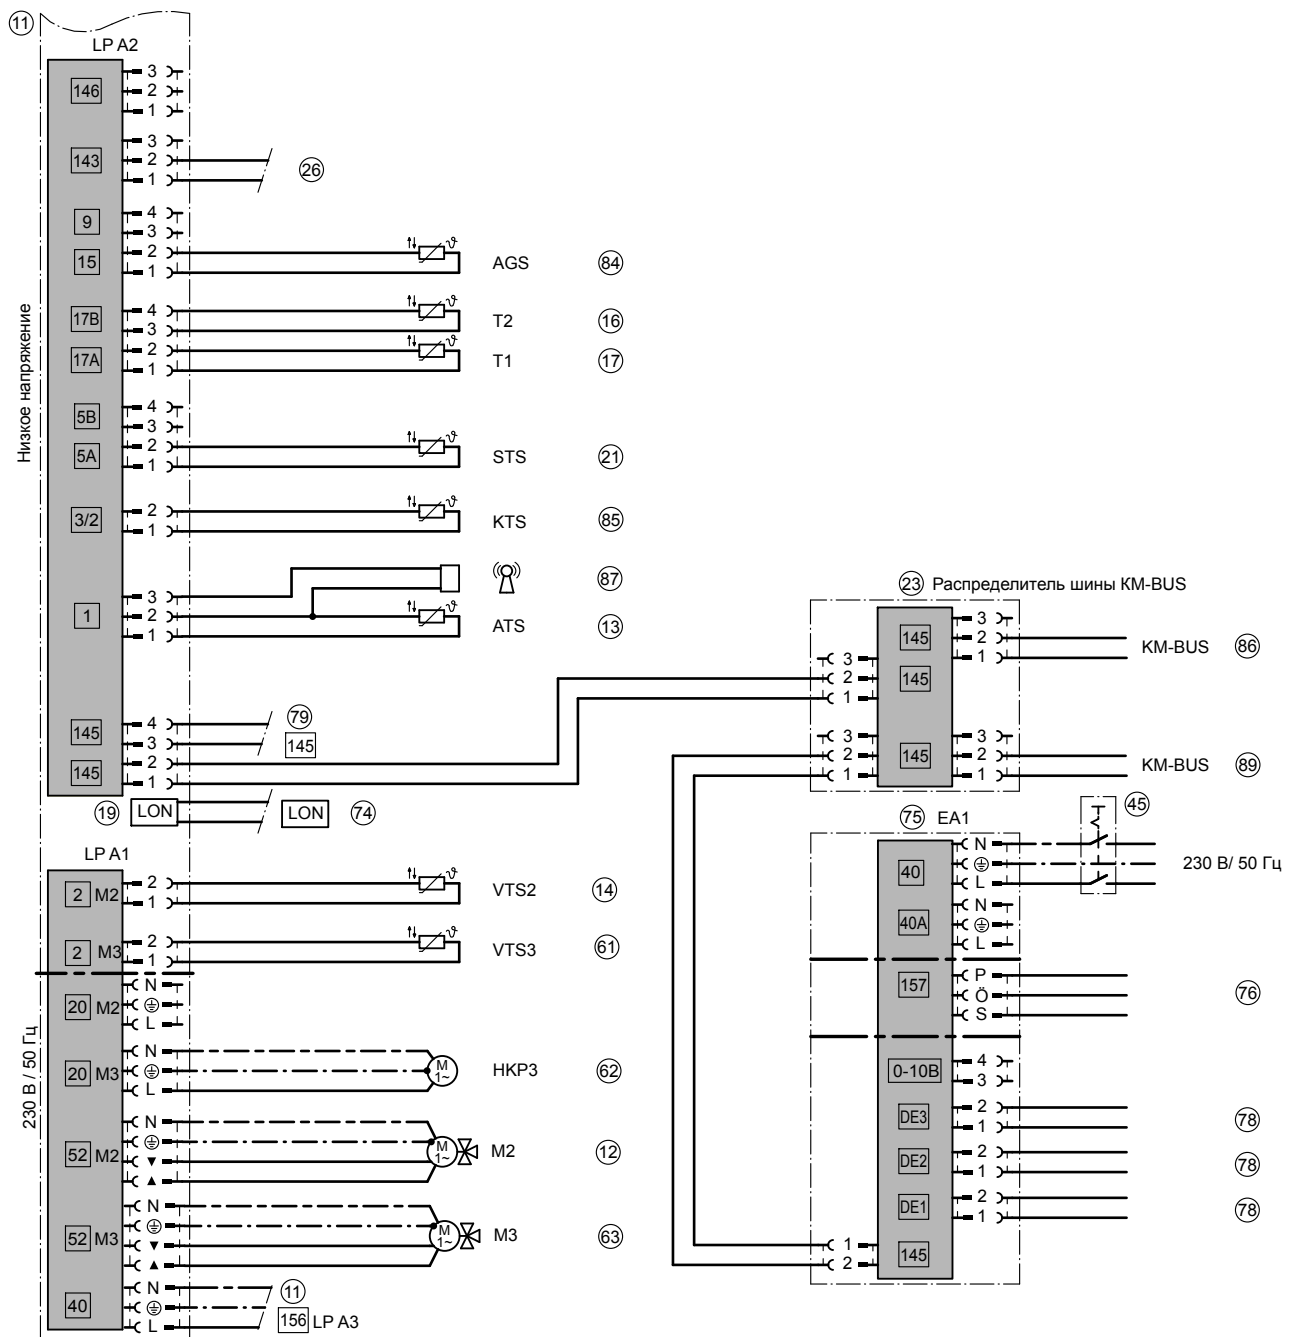 11
LP A2
Низкое напряжение
146
3
2
1
143
3
2
1
26
9
4
3
15
2
1
AGS
84
17B
4
3
T2
16
17A
2
1
T1
17
5B
4
3
5A
2
1
STS
21
3/2
2
1
KTS
85
87
1
3
2
1
ATS
13
145
4
3
79
145
145
2
1
19
LON
LON
74
23 Распределитель шины KM-BUS
145
3
2
1
KM-BUS
86
3
2
1
145
3
2
1
145
3
2
1
KM-BUS
89
75
EA1
45
40
N
L
230 В/ 50 Гц
40A
N
L
157
P
Ö
S
76
0-10В
4
3
DE3
2
1
78
DE2
2
1
78
DE1
2
1
78
1
2
145
LP A1
2 M2
2
1
VTS2
14
2 M3
2
1
VTS3
61
230 В / 50 Гц
20 M2
N
L
20 M3
N
L
M
1~
HKP3
62
52 M2
N
M
1~
M2
12
52 M3
N
M
1~
M3
63
40
N
L
11
156 LP A3